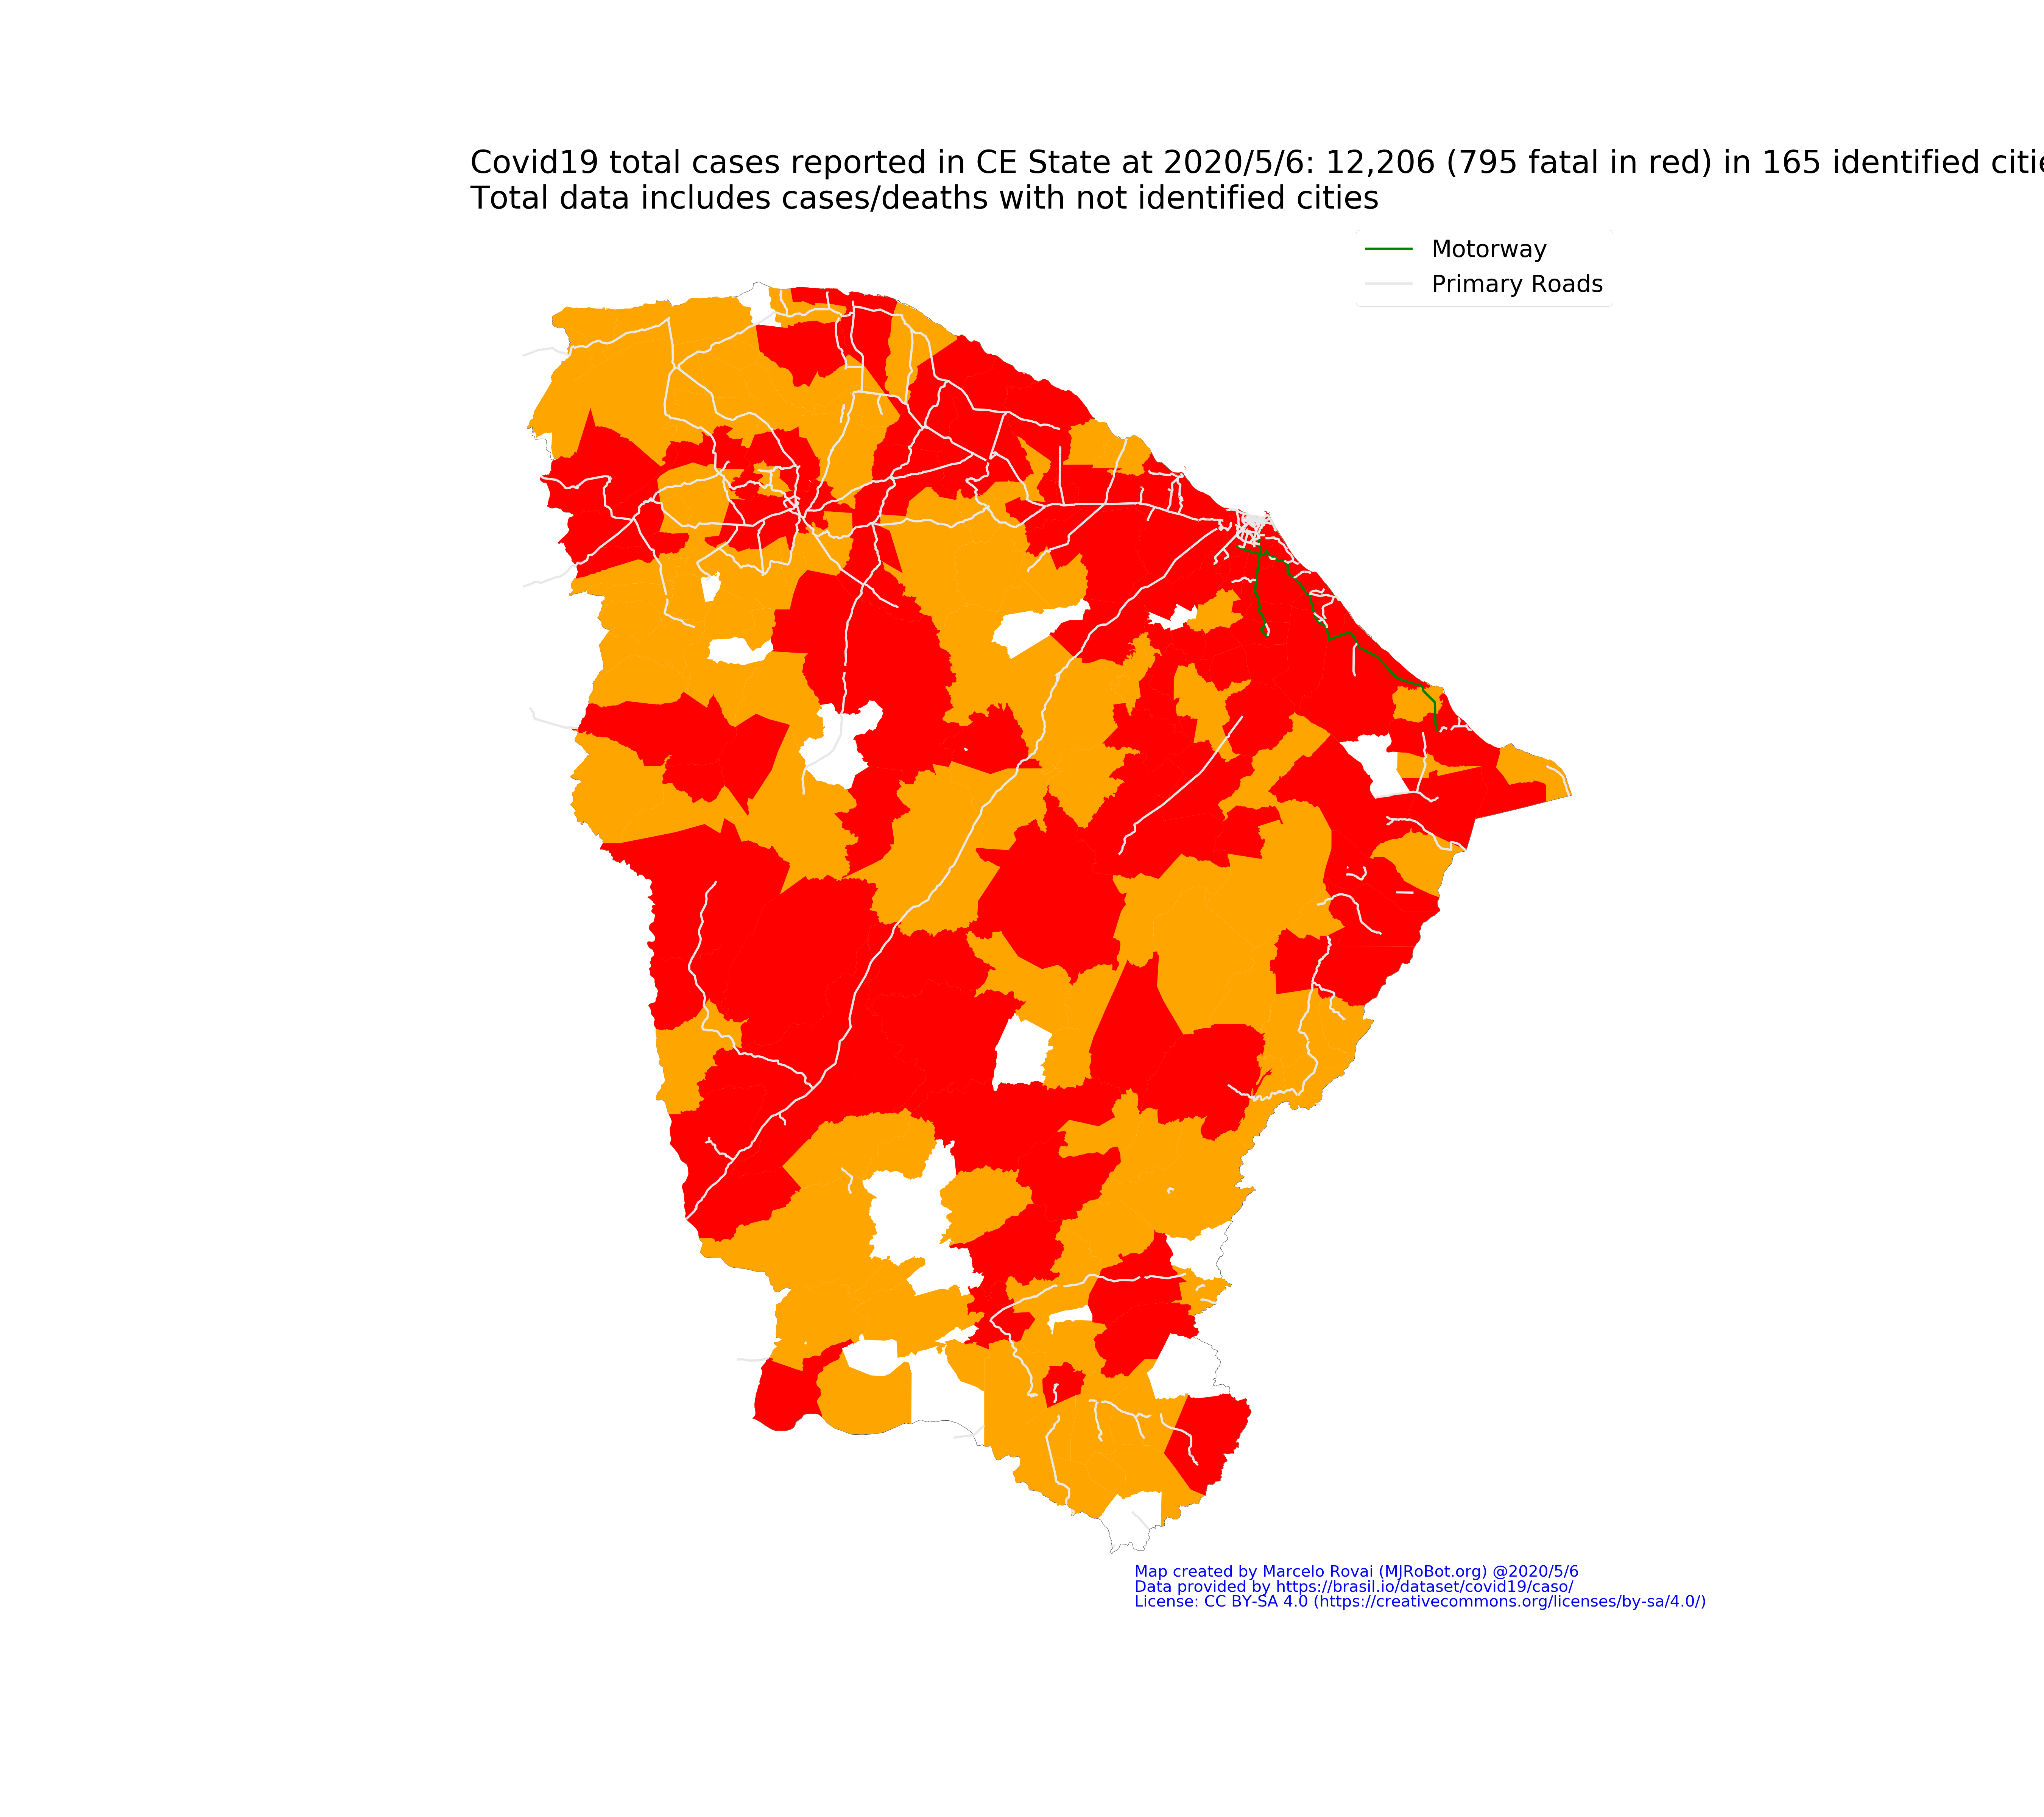 Covid19 total cases reported in CE State at 2020/5/6: 12,206 (795 fatal in red) in 165 identified citie
Total data includes cases/deaths with not identified cities
Motorway
Primary Roads
Map created by Marcelo Rovai (MJRoBot.org) @2020/5/6
Data provided by https://brasil.io/dataset/covid19/caso/
License: CC BY-SA 4.0 (https://creativecommons.org/licenses/by-sa/4.0/)